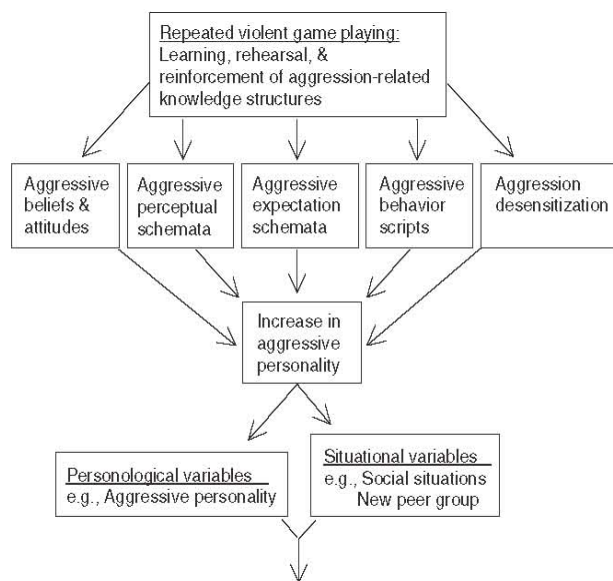 Repeated violent game playing:
Learning, rehearsal, &
reinforcement of aggression-related
knowledge structures
Aggressive
beliefs &
attitudes
Aggressive
perceptual
schemata
Aggressive
expectation
schemata
Aggressive
behavior
scripts
Aggression
desensitization
Increase in
aggressive
personality
Personological variables
e.g., Aggressive personality
Situational variables
e.g., Social situations
New peer group